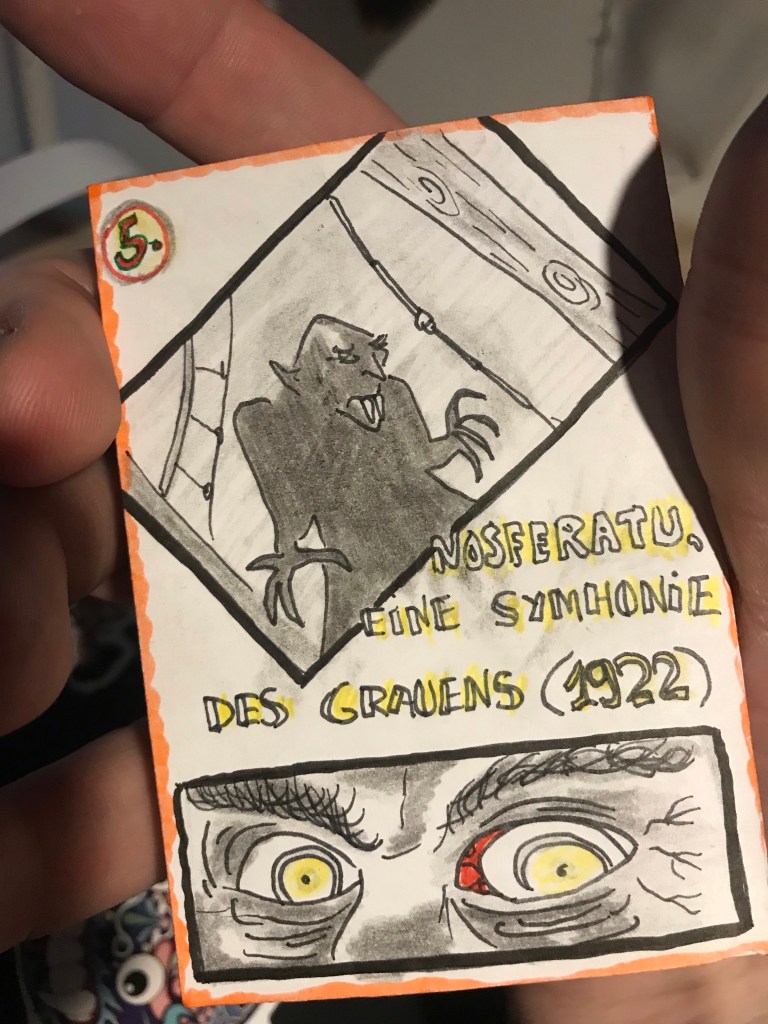 5.
NOSFERATU,
EINE SYMHONIE
DES GRAUENS (1922)